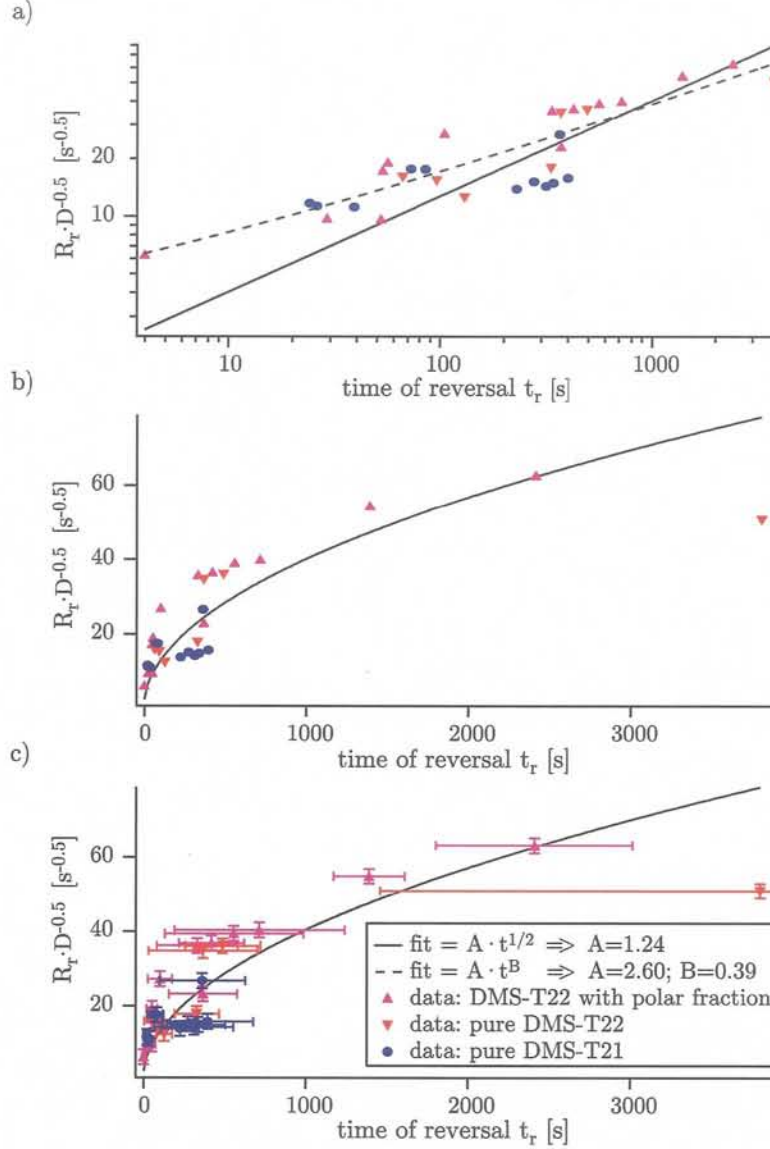 a)
R_r·D^-0.5 [s^-0.5]
20
10
10
100
1000
time of reversal t_r [s]
b)
R_r·D^-0.5 [s^-0.5]
60
40
20
0
1000
2000
3000
time of reversal t_r [s]
c)
R_r·D^-0.5 [s^-0.5]
60
40
20
fit = A · t^1/2 ⇒ A=1.24
fit = A · t^B ⇒ A=2.60; B=0.39
data: DMS-T22 with polar fraction
data: pure DMS-T22
data: pure DMS-T21
0
1000
2000
3000
time of reversal t_r [s]